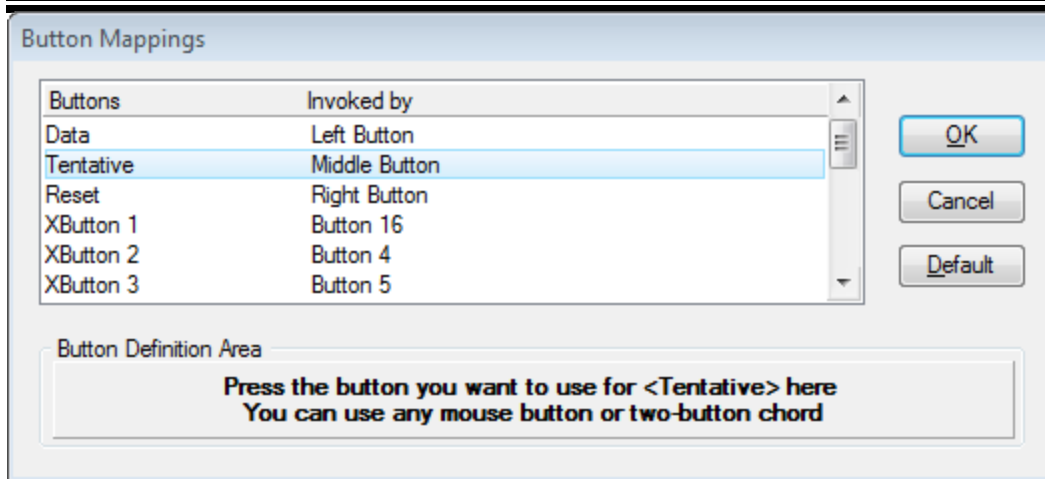 Button Mappings
Buttons Invoked by
Data Left Button
Tentative Middle Button
Reset Right Button
XButton 1 Button 16
XButton 2 Button 4
XButton 3 Button 5
OK
Cancel
Default
Button Definition Area
Press the button you want to use for <Tentative> here
You can use any mouse button or two-button chord